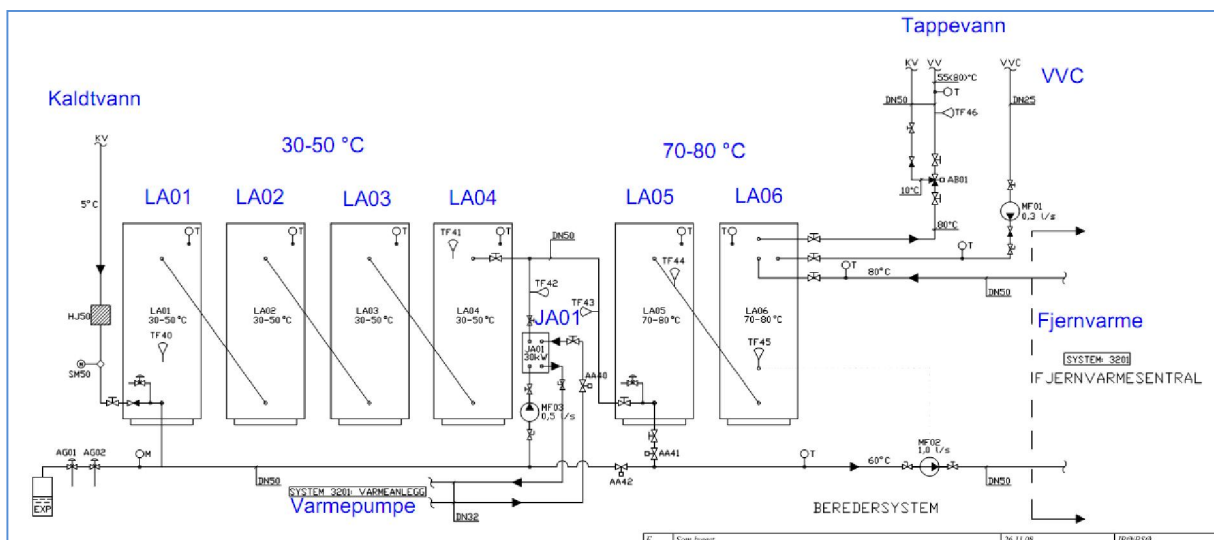 Tappevann
KV
VV
VVC
VVC
55(80)°C
T
DN50
DN25
TF46
Kaldtvann
KV
30-50 °C
70-80 °C
5°C
10°C
AB01
MF01
0,3 l/s
80°C
LA01
LA02
LA03
LA04
LA05
LA06
T
T
T
TF41
T
DN50
T
T
T
TF44
T
80°C
DN50
TF42
TF43
HJ50
LA01
30-50°C
LA02
30-50°C
LA03
30-50°C
LA04
30-50°C
JA01
LA05
70-80°C
LA06
70-80°C
Fjernvarme
TF40
JA01
30kW
TF45
SYSTEM: 3201
FJERNVARMESENTRAL
SM50
AA40
MF03
0,5 l/s
AG01
AG02
M
AA41
T
60°C
MF02
1,0 l/s
DN50
AA42
DN50
SYSTEM 3201: VARMEANLEGG
Varmepumpe
DN32
EXP
BEREDERSYSTEM